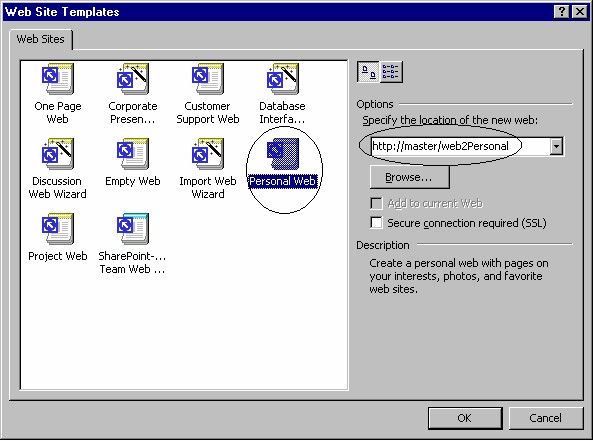 Web Site Templates
Web Sites
One Page
Web
Corporate
Presen...
Customer
Support Web
Database
Interfa...
Discussion
Web Wizard
Empty Web
Import Web
Wizard
Personal Web
Project Web
SharePoint-...
Team Web ...
Options
Specify the location of the new web:
http://master/web2Personal
Browse...
Add to current Web
Secure connection required (SSL)
Description
Create a personal web with pages on
your interests, photos, and favorite
web sites.
OK
Cancel